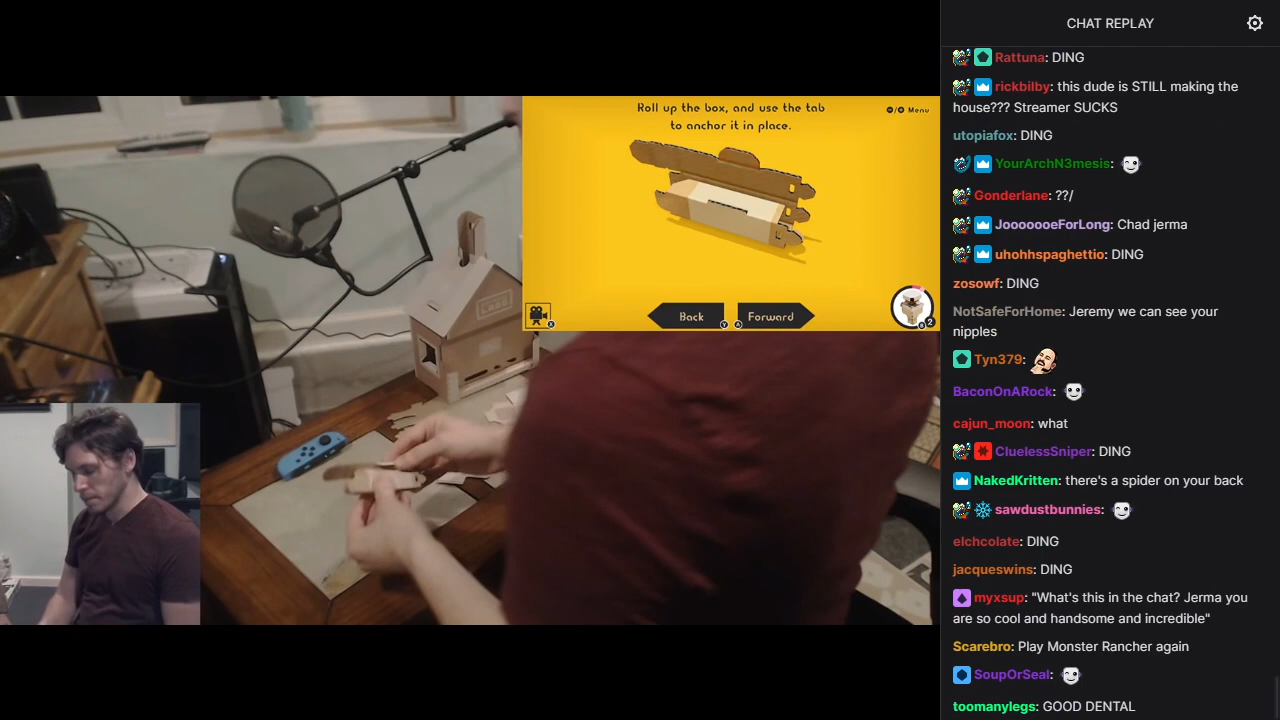 CHAT REPLAY
Roll up the box, and use the tab
to anchor it in place.
Menu
Back
Forward
X
Y
A
B
2
LABO
Rattuna: DING
rickbilby: this dude is STILL making the
house??? Streamer SUCKS
utopiafox: DING
YourArchN3mesis:
Gonderlane: ??/
JooooooeForLong: Chad jerma
uhohhspaghettio: DING
zosowf: DING
NotSafeForHome: Jeremy we can see your
nipples
Tyn379:
BaconOnARock:
cajun_moon: what
CluelessSniper: DING
NakedKritten: there's a spider on your back
sawdustbunnies:
elchcolate: DING
jacqueswins: DING
myxsup: "What's this in the chat? Jerma you
are so cool and handsome and incredible"
Scarebro: Play Monster Rancher again
SoupOrSeal:
toomanylegs: GOOD DENTAL